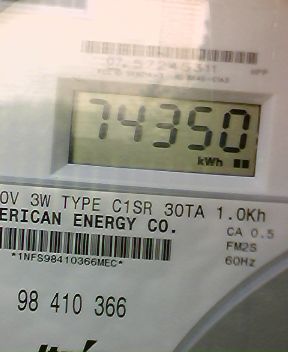 74350
kWh
0V 3W TYPE C1SR 30TA 1.0Kh
ERICAN ENERGY CO.
CA 0.5
FM2S
60Hz
*1NFS98410366MEC*
98 410 366